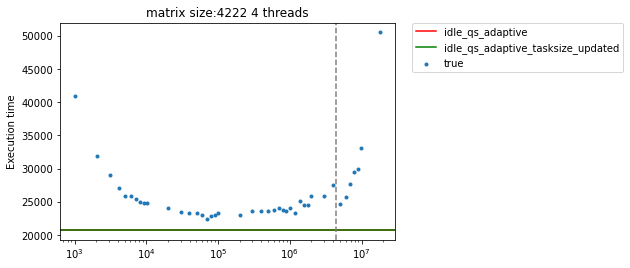 matrix size:4222 4 threads
idle_qs_adaptive
idle_qs_adaptive_tasksize_updated
true
Execution time
50000
45000
40000
35000
30000
25000
20000
10³
10⁴
10⁵
10⁶
10⁷